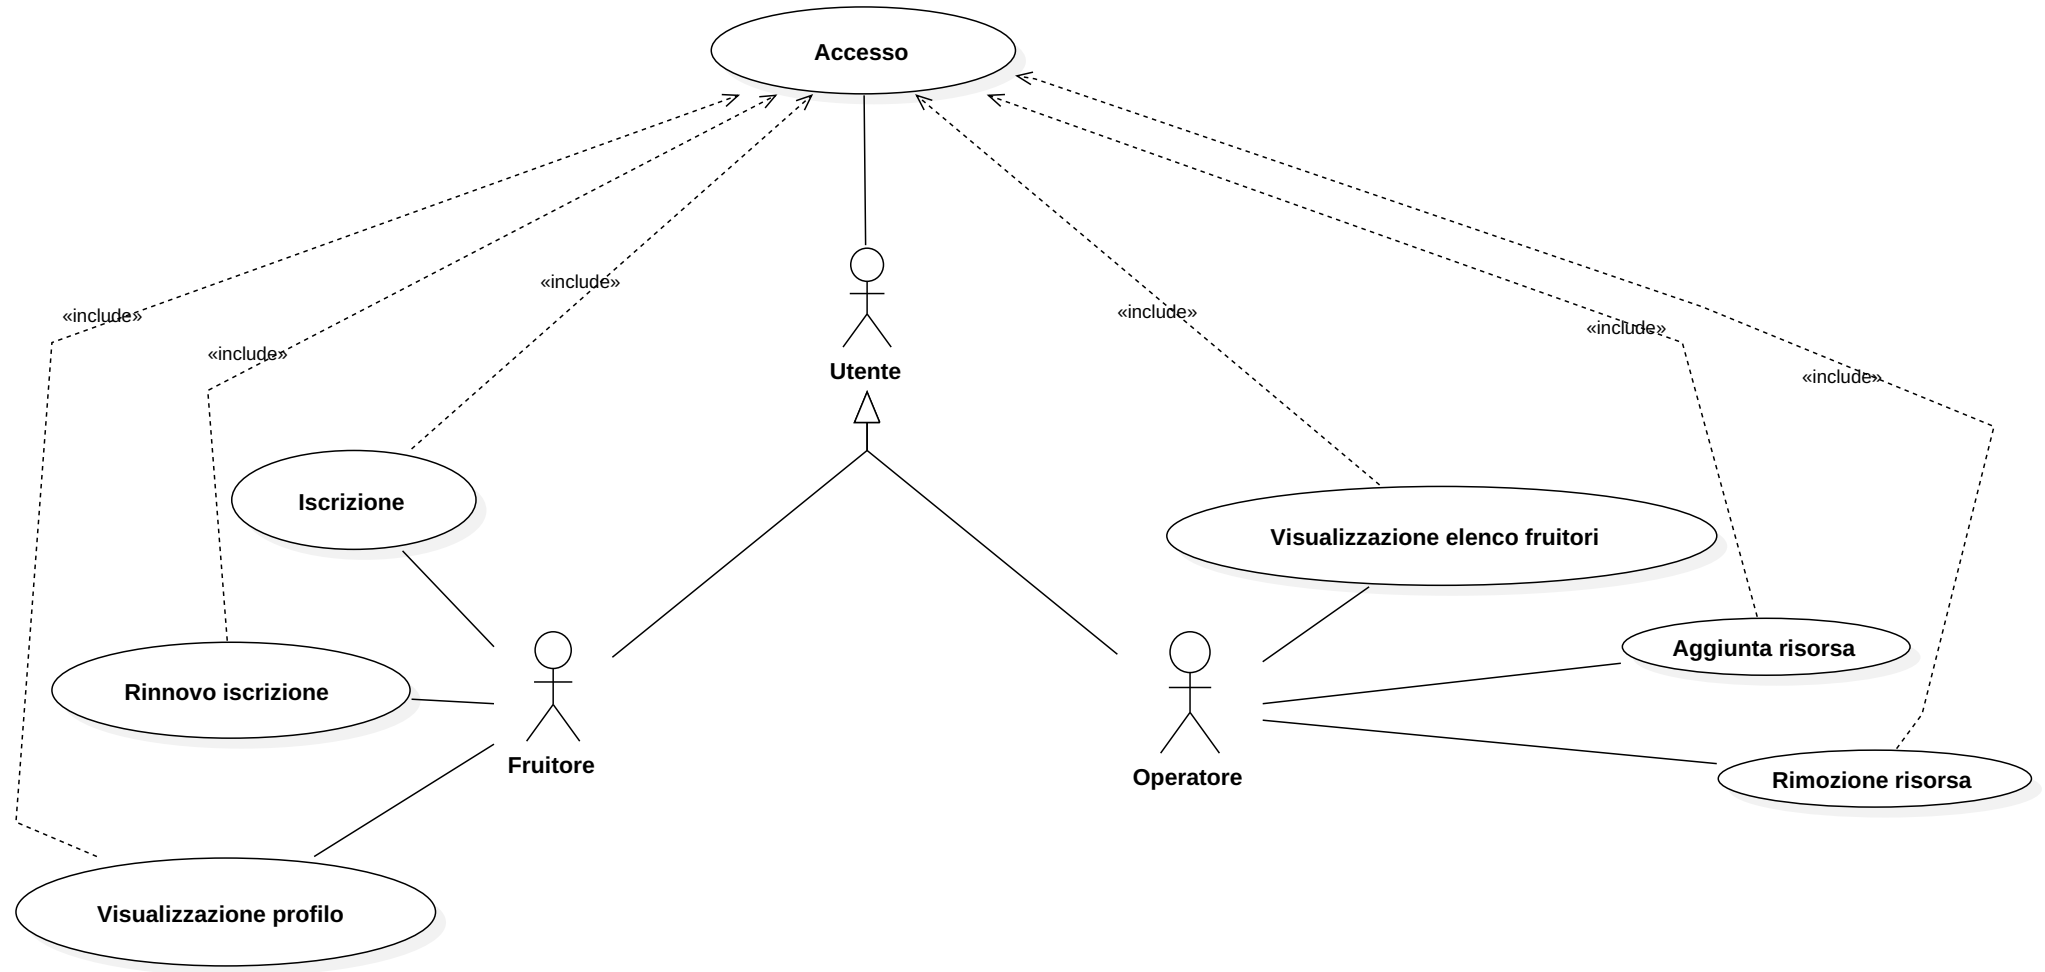 Accesso
«include»
«include»
«include»
«include»
«include»
«include»
Utente
Iscrizione
Visualizzazione elenco fruitori
Aggiunta risorsa
Rinnovo iscrizione
Fruitore
Operatore
Rimozione risorsa
Visualizzazione profilo